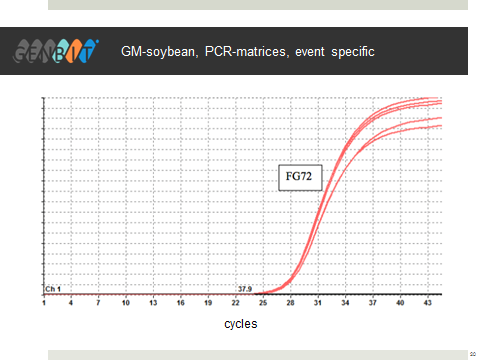 GENBIT
GM-soybean, PCR-matrices, event specific
FG72
Ch 1
37.9
1 4 7 10 13 16 19 22 25 28 31 34 37 40 43
cycles
20